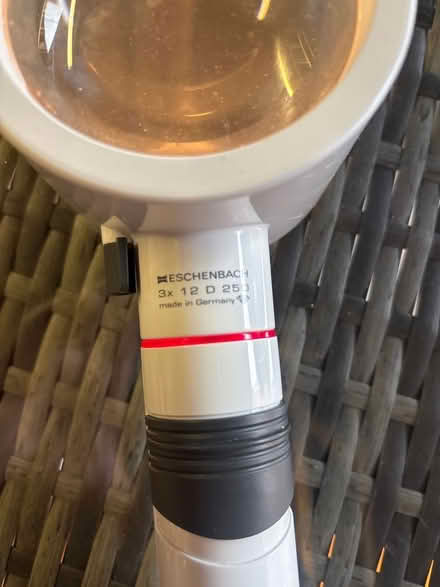 ESCHENBACH
3x 12 D 250
made in Germany